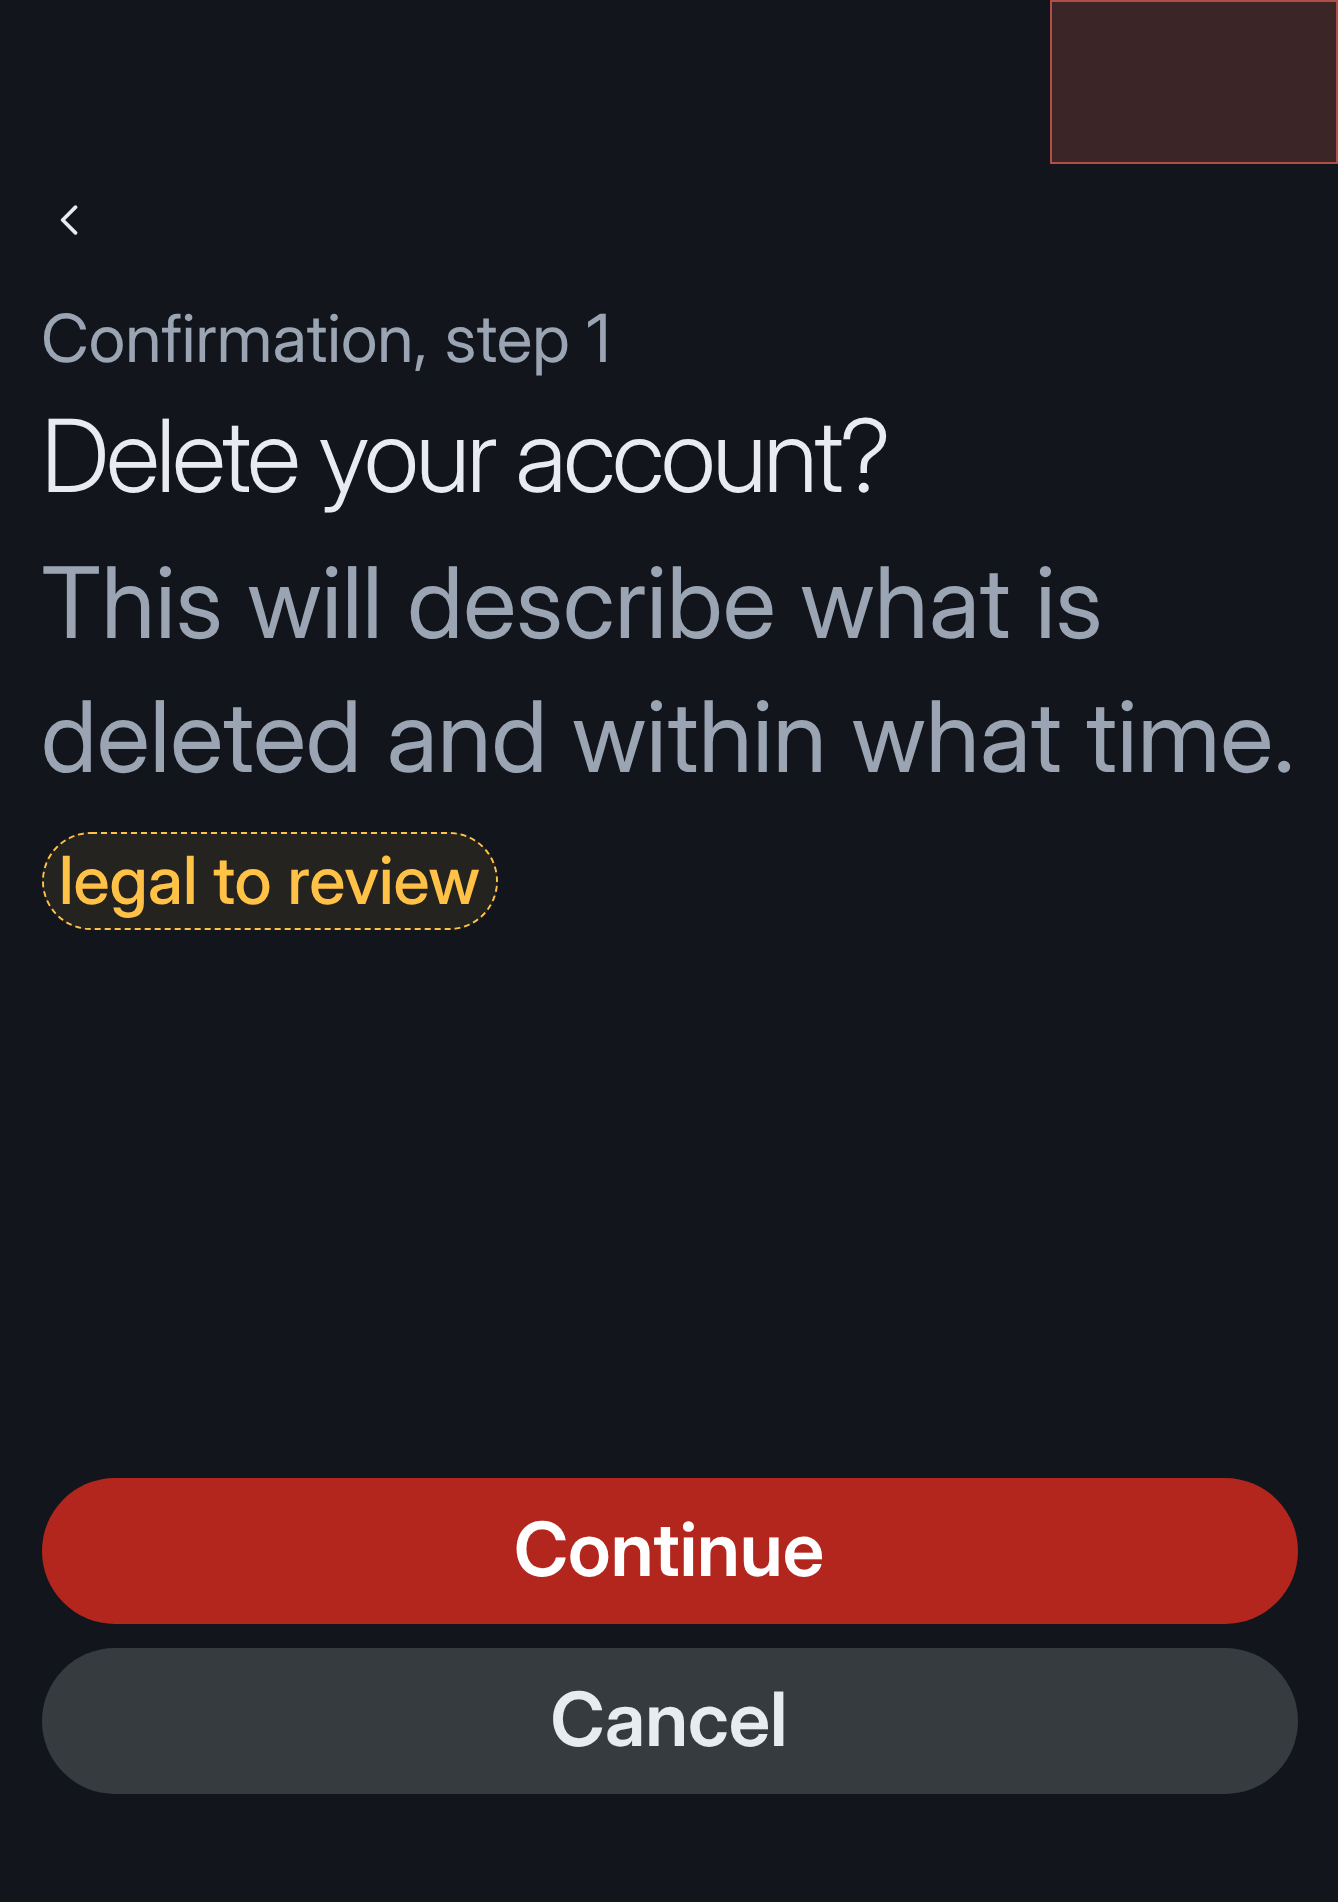 Confirmation, step 1
Delete your account?
This will describe what is
deleted and within what time.
legal to review
Continue
Cancel